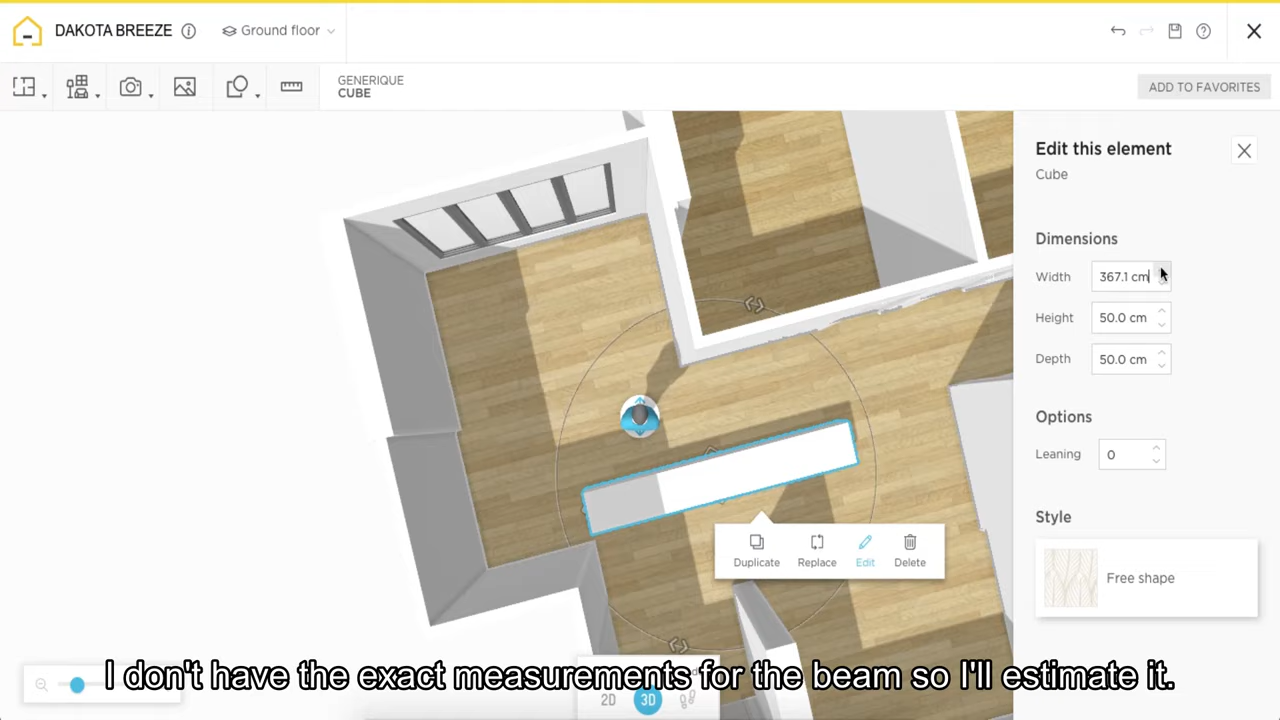 DAKOTA BREEZE
Ground floor
GENERIQUE
CUBE
ADD TO FAVORITES
Edit this element
Cube
Dimensions
Width 367.1 cm
Height 50.0 cm
Depth 50.0 cm
Options
Leaning 0
Style
Free shape
Duplicate Replace Edit Delete
I don't have the exact measurements for the beam so I'll estimate it.
2D 3D